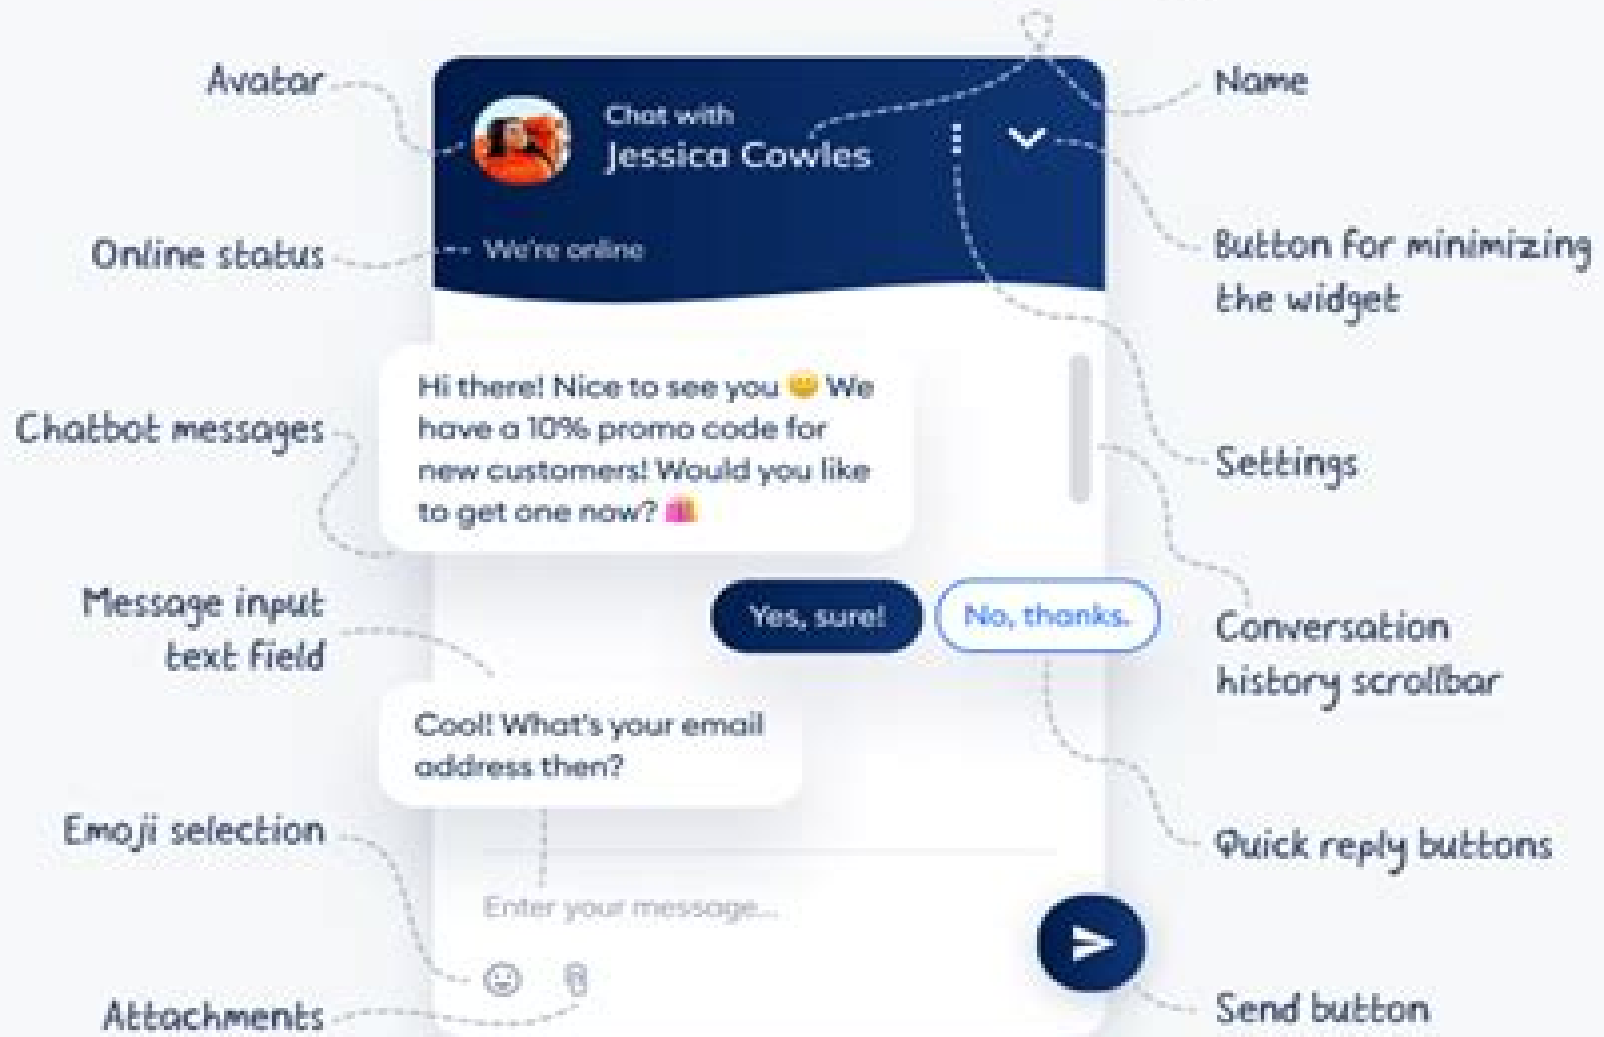 Avatar
Name
Chat with
Jessica Cowles
Online status
We're online
Button for minimizing
the widget
Chatbot messages
Hi there! Nice to see you 😀 We
have a 10% promo code for
new customers! Would you like
to get one now? 🛍️
Settings
Message input
text field
Yes, sure!
No, thanks.
Conversation
history scrollbar
Cool! What's your email
address then?
Emoji selection
Quick reply buttons
Enter your message...
Attachments
Send button